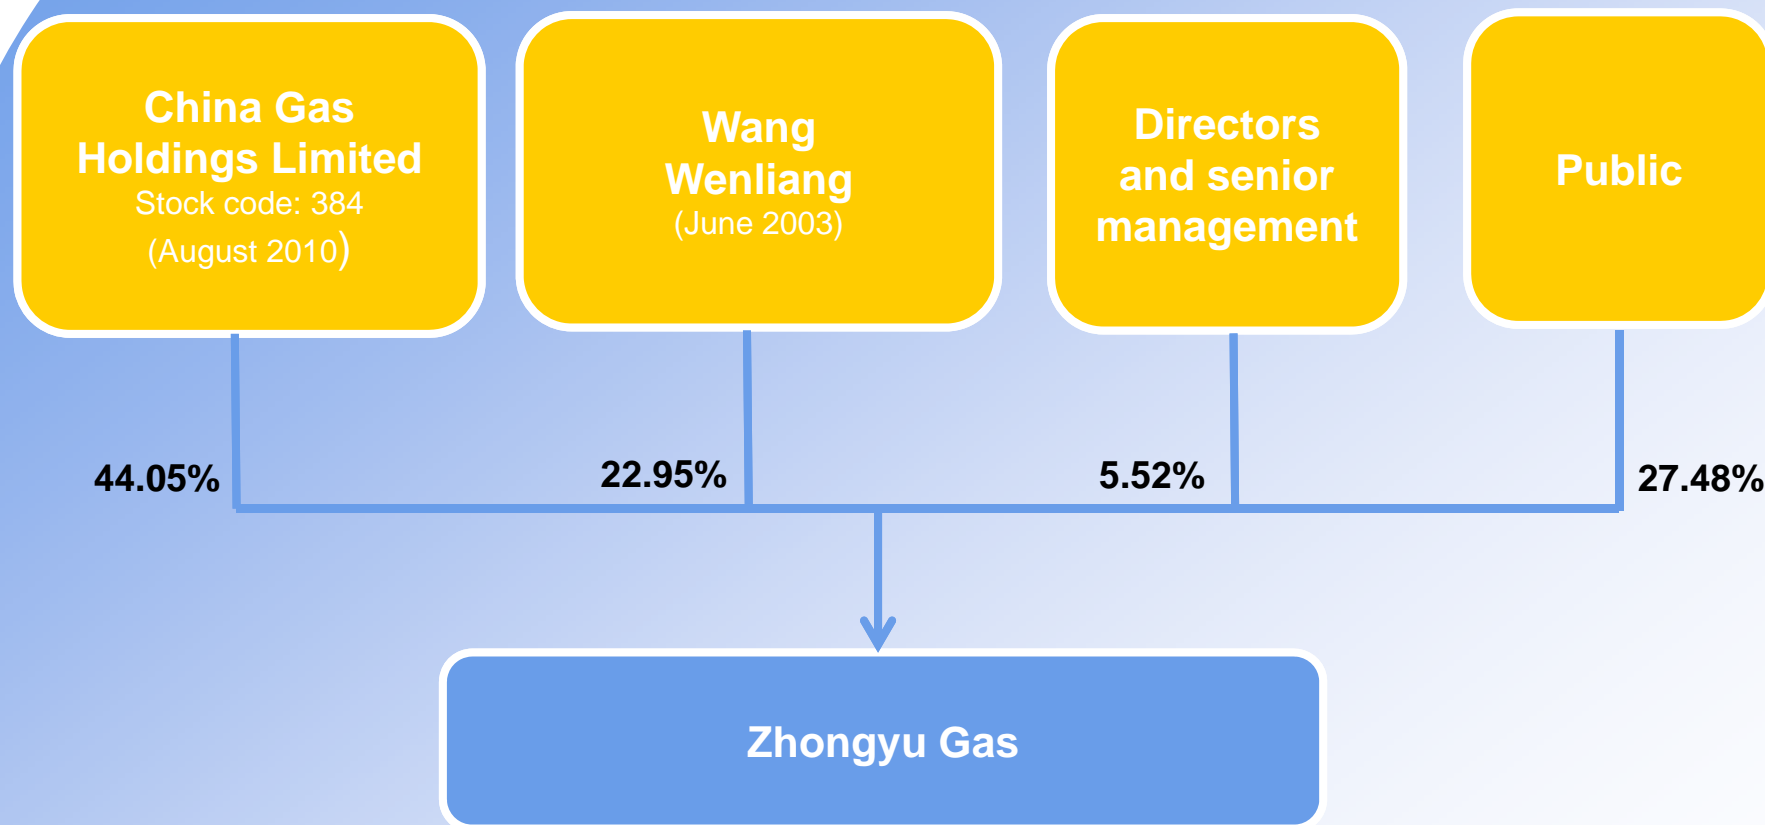 China Gas
Holdings Limited
Stock code: 384
(August 2010)
Wang
Wenliang
(June 2003)
Directors
and senior
management
Public
44.05%
22.95%
5.52%
27.48%
Zhongyu Gas